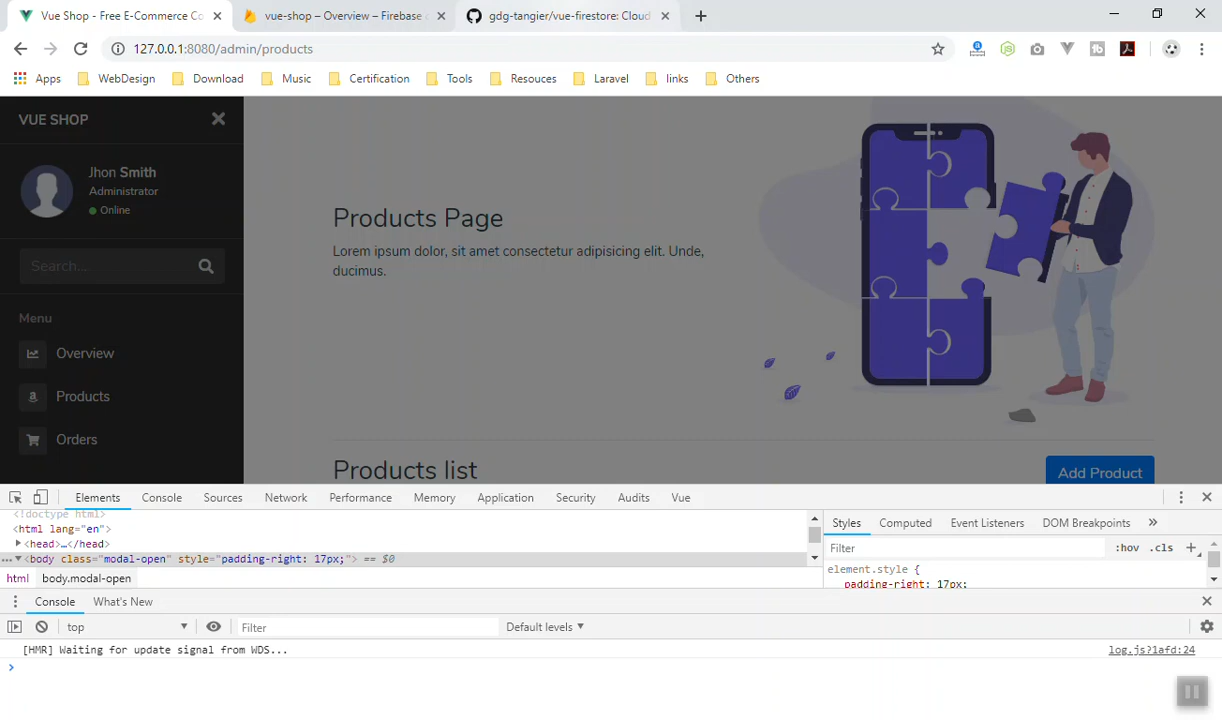 Vue Shop - Free E-Commerce Co
vue-shop – Overview – Firebase c
gdg-tangier/vue-firestore: Cloud
127.0.0.1:8080/admin/products
Apps
WebDesign
Download
Music
Certification
Tools
Resouces
Laravel
links
Others
VUE SHOP
Jhon Smith
Administrator
Online
Search...
Menu
Overview
Products
Orders
Products Page
Lorem ipsum dolor, sit amet consectetur adipisicing elit. Unde,
ducimus.
Products list
Add Product
Elements
Console
Sources
Network
Performance
Memory
Application
Security
Audits
Vue
<!doctype html>
<html lang="en">
<head>…</head>
<body class="modal-open" style="padding-right: 17px;"> == $0
html
body.modal-open
Styles
Computed
Event Listeners
DOM Breakpoints
»
Filter
:hov
.cls
element.style {
padding-right: 17px;
Console
What's New
top
Filter
Default levels
[HMR] Waiting for update signal from WDS...
log.js?1afd:24